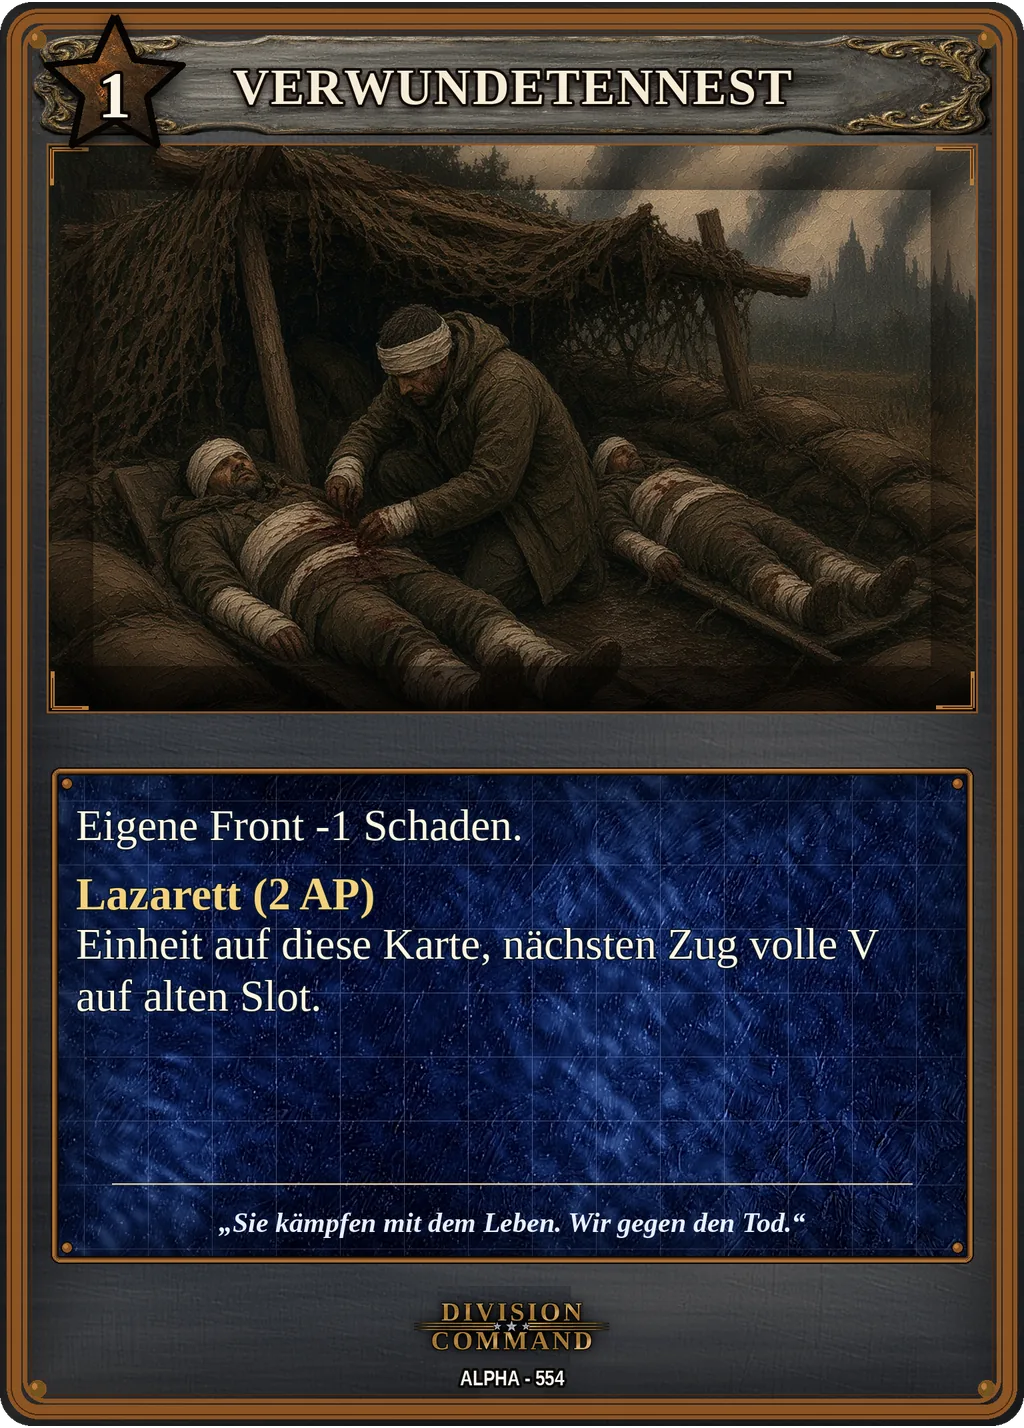 1
VERWUNDETENNEST
Eigene Front -1 Schaden.
Lazarett (2 AP)
Einheit auf diese Karte, nächsten Zug volle V
auf alten Slot.
„Sie kämpfen mit dem Leben. Wir gegen den Tod.“
DIVISION
COMMAND
ALPHA - 554